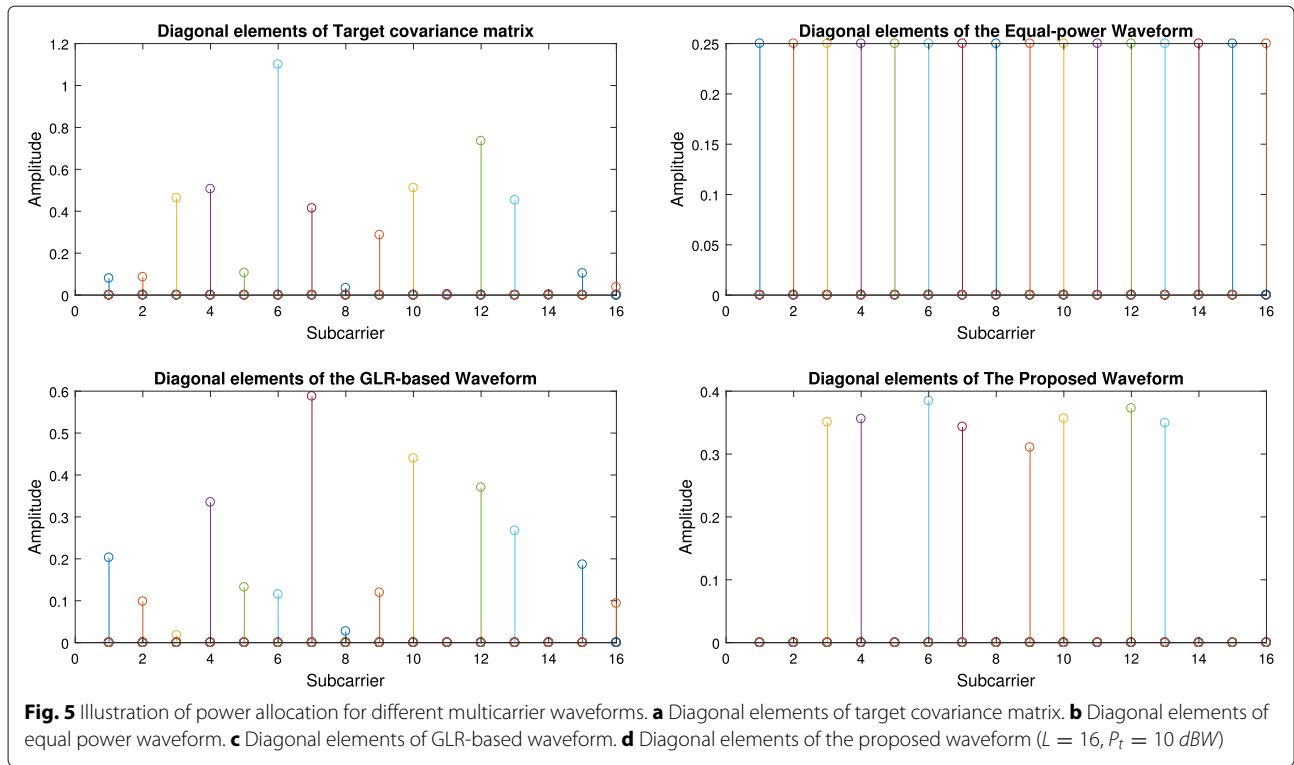 Diagonal elements of Target covariance matrix
1.2
1
0.8
0.6
0.4
0.2
0
Amplitude
0 2 4 6 8 10 12 14 16
Subcarrier
Diagonal elements of the Equal-power Waveform
0.25
0.2
0.15
0.1
0.05
0
Amplitude
0 2 4 6 8 10 12 14 16
Subcarrier
Diagonal elements of the GLR-based Waveform
0.6
0.5
0.4
0.3
0.2
0.1
0
Amplitude
0 2 4 6 8 10 12 14 16
Subcarrier
Diagonal elements of The Proposed Waveform
0.4
0.3
0.2
0.1
0
Amplitude
0 2 4 6 8 10 12 14 16
Subcarrier
Fig. 5 Illustration of power allocation for different multicarrier waveforms. a Diagonal elements of target covariance matrix. b Diagonal elements of
equal power waveform. c Diagonal elements of GLR-based waveform. d Diagonal elements of the proposed waveform (L = 16, Pt = 10 dBW)